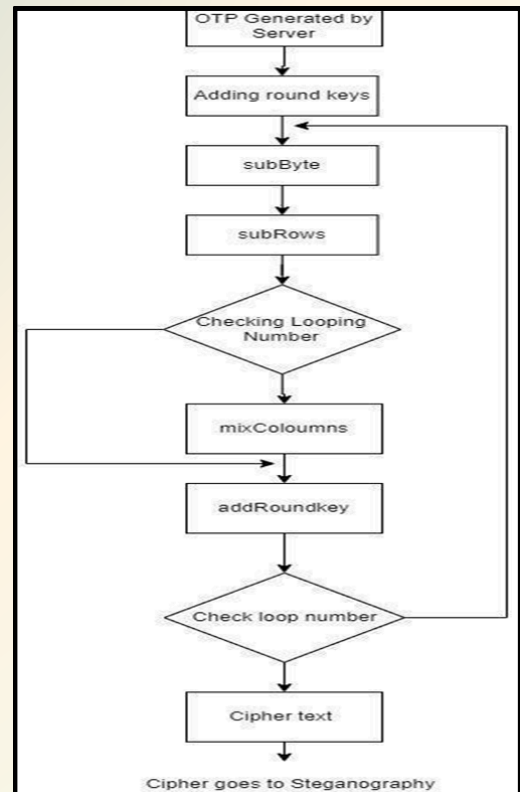 OTP Generated by
Server
Adding round keys
subByte
subRows
Checking Looping
Number
mixColoumns
addRoundkey
Check loop number
Cipher text
Cipher goes to Steganography